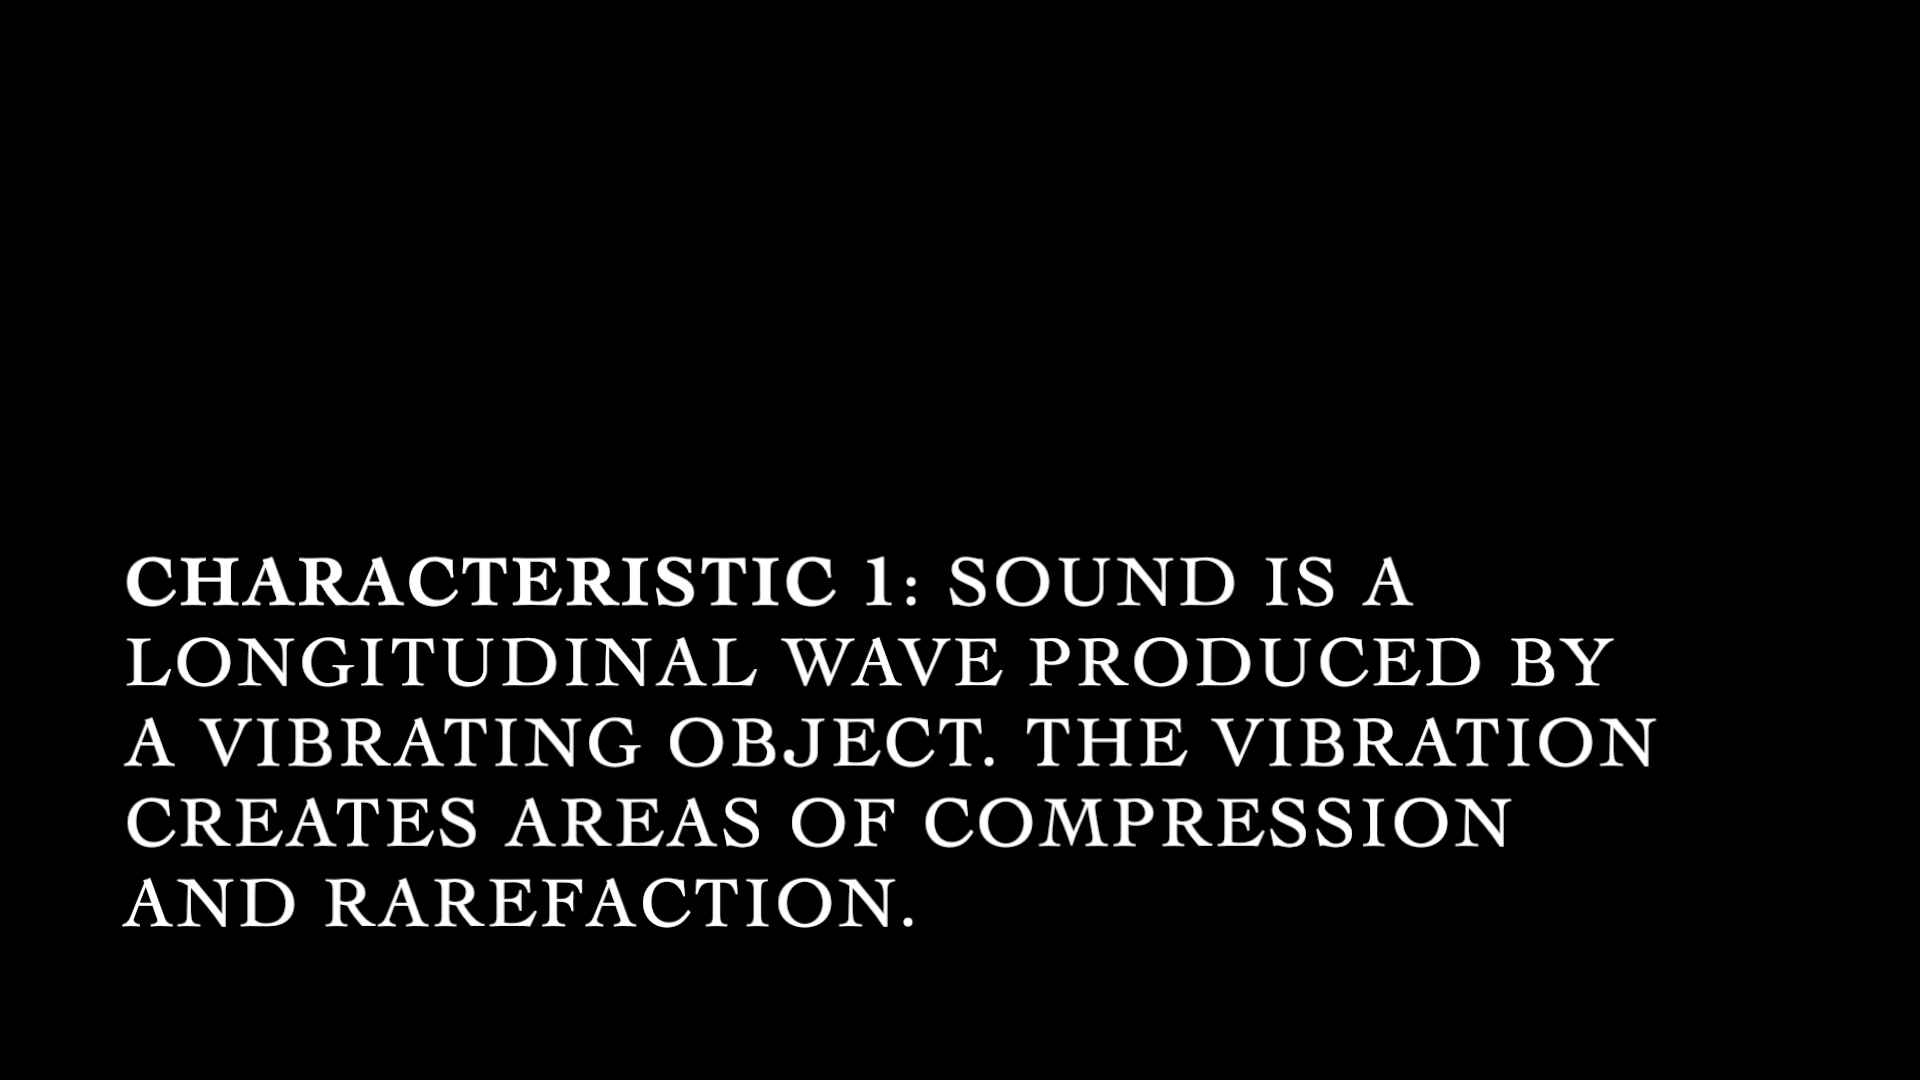 CHARACTERISTIC 1: SOUND IS A
LONGITUDINAL WAVE PRODUCED BY
A VIBRATING OBJECT. THE VIBRATION
CREATES AREAS OF COMPRESSION
AND RAREFACTION.